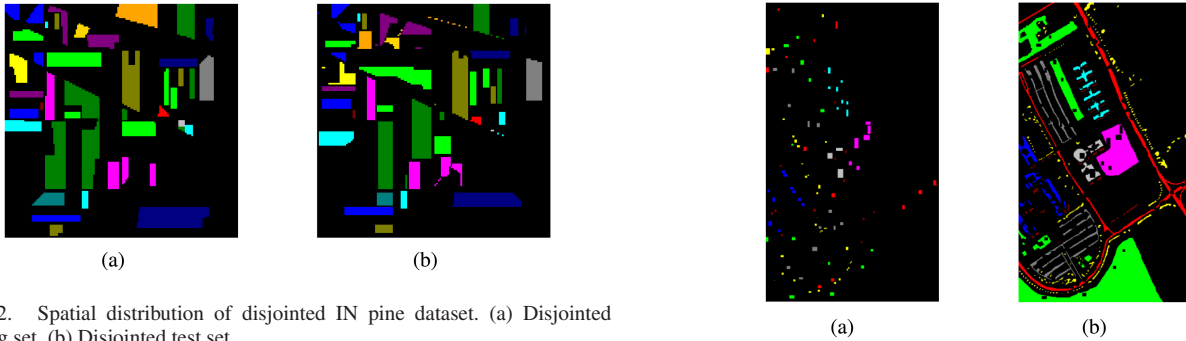 (a)
(b)
2. Spatial distribution of disjointed IN pine dataset. (a) Disjointed
set. (b) Disjointed test set
(a)
(b)